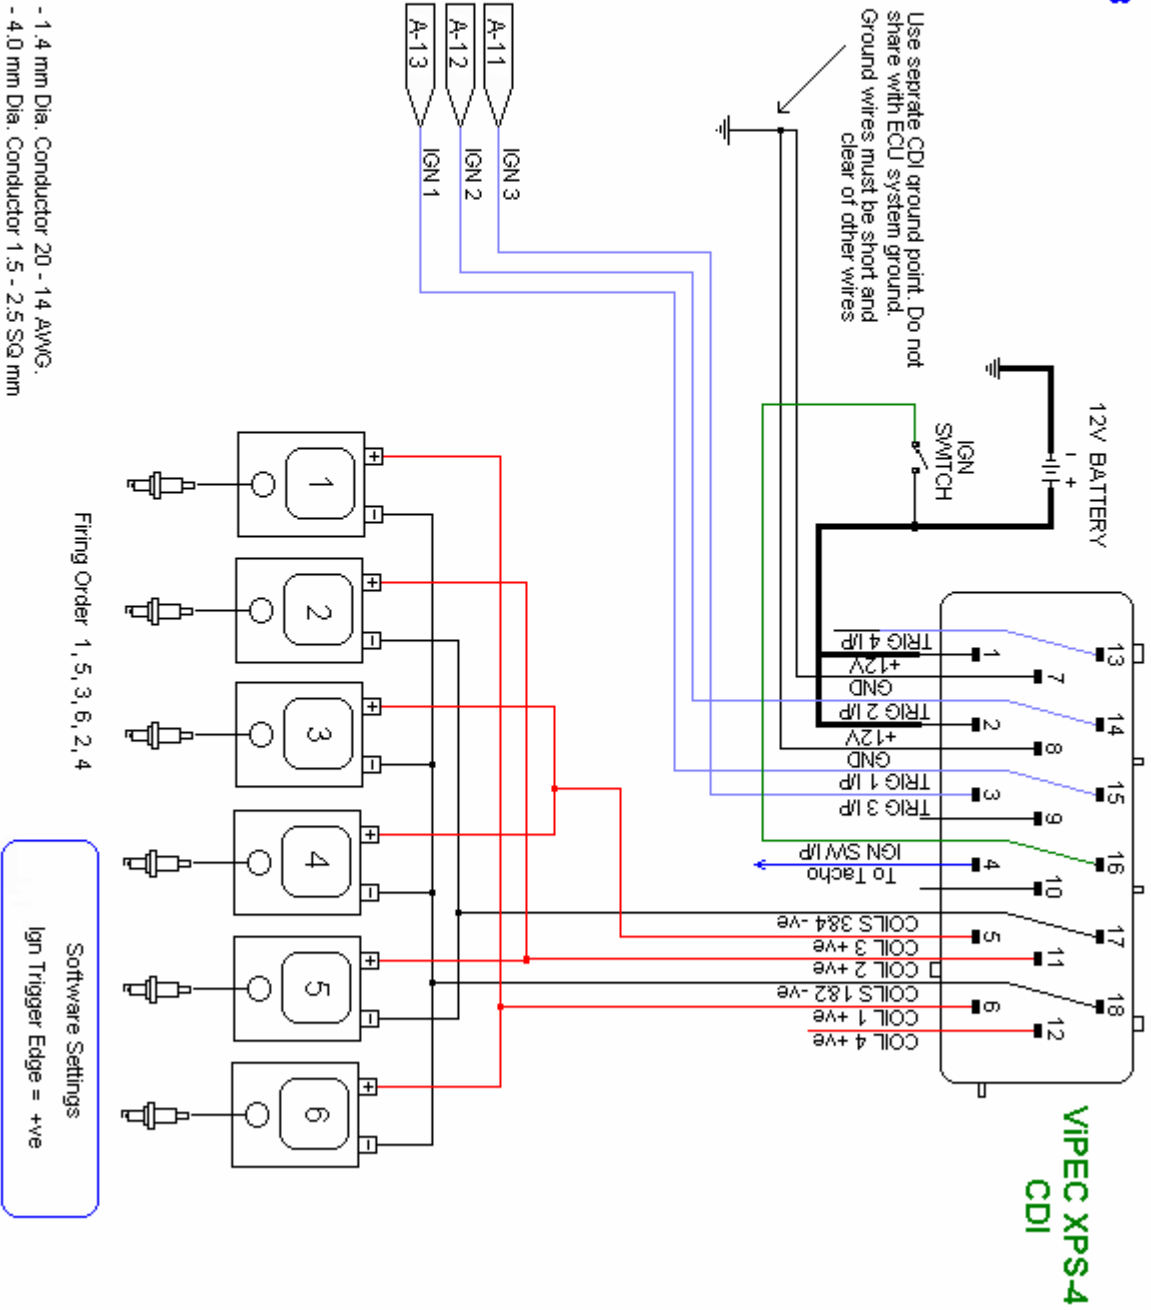 ViPEC XPS-4
CDI
12V BATTERY
- +
IGN
SWITCH
Use seprate CDI ground point. Do not
share with ECU system ground.
Ground wires must be short and
clear of other wires
A-11
IGN 3
A-12
IGN 2
A-13
IGN 1
13
14
15
16
17
18
7
8
9
10
11
12
1
2
3
4
5
6
TRIG 4 I/P
+12V
GND
TRIG 2 I/P
+12V
GND
TRIG 1 I/P
TRIG 3 I/P
IGN SW I/P
To Tacho
COILS 3&4 -ve
COIL 3 +ve
COIL 2 +ve
COILS 1&2 -ve
COIL 1 +ve
COIL 4 +ve
+ -
+ -
+ -
+ -
+ -
+ -
1
2
3
4
5
6
Firing Order 1, 5, 3, 6, 2, 4
Software Settings
Ign Trigger Edge = +ve
- 1.4 mm Dia. Conductor 20 - 14 AWG.
- 4.0 mm Dia. Conductor 1.5 - 2.5 SQ mm